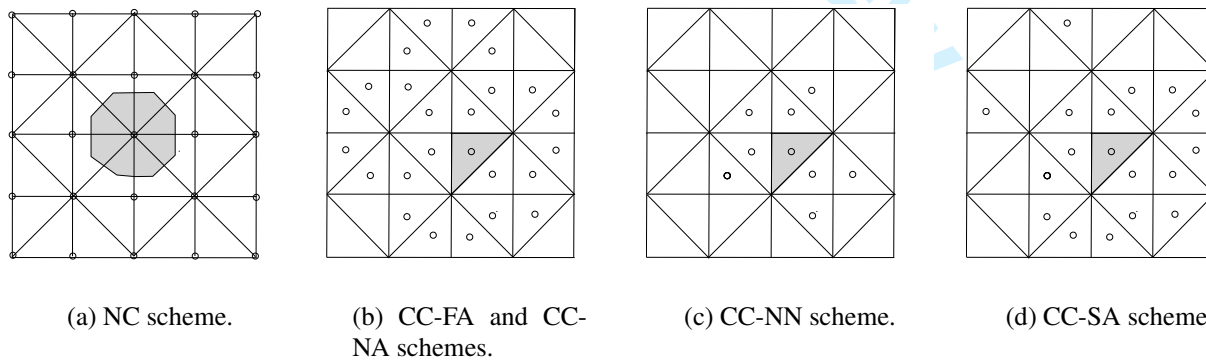 (a) NC scheme.
(b) CC-FA and CC-
NA schemes.
(c) CC-NN scheme.
(d) CC-SA scheme